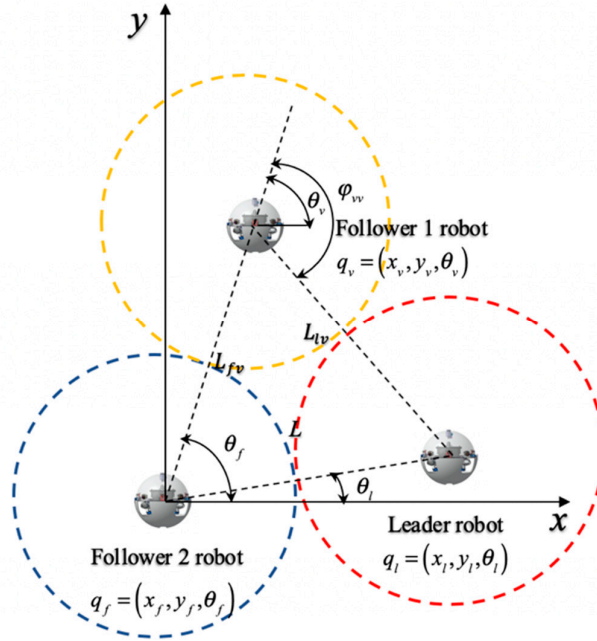 y
φ_vv
θ_v
Follower 1 robot
q_v = (x_v, y_v, θ_v)
L_lv
L_fv
L
θ_f
θ_l
x
Leader robot
q_l = (x_l, y_l, θ_l)
Follower 2 robot
q_f = (x_f, y_f, θ_f)